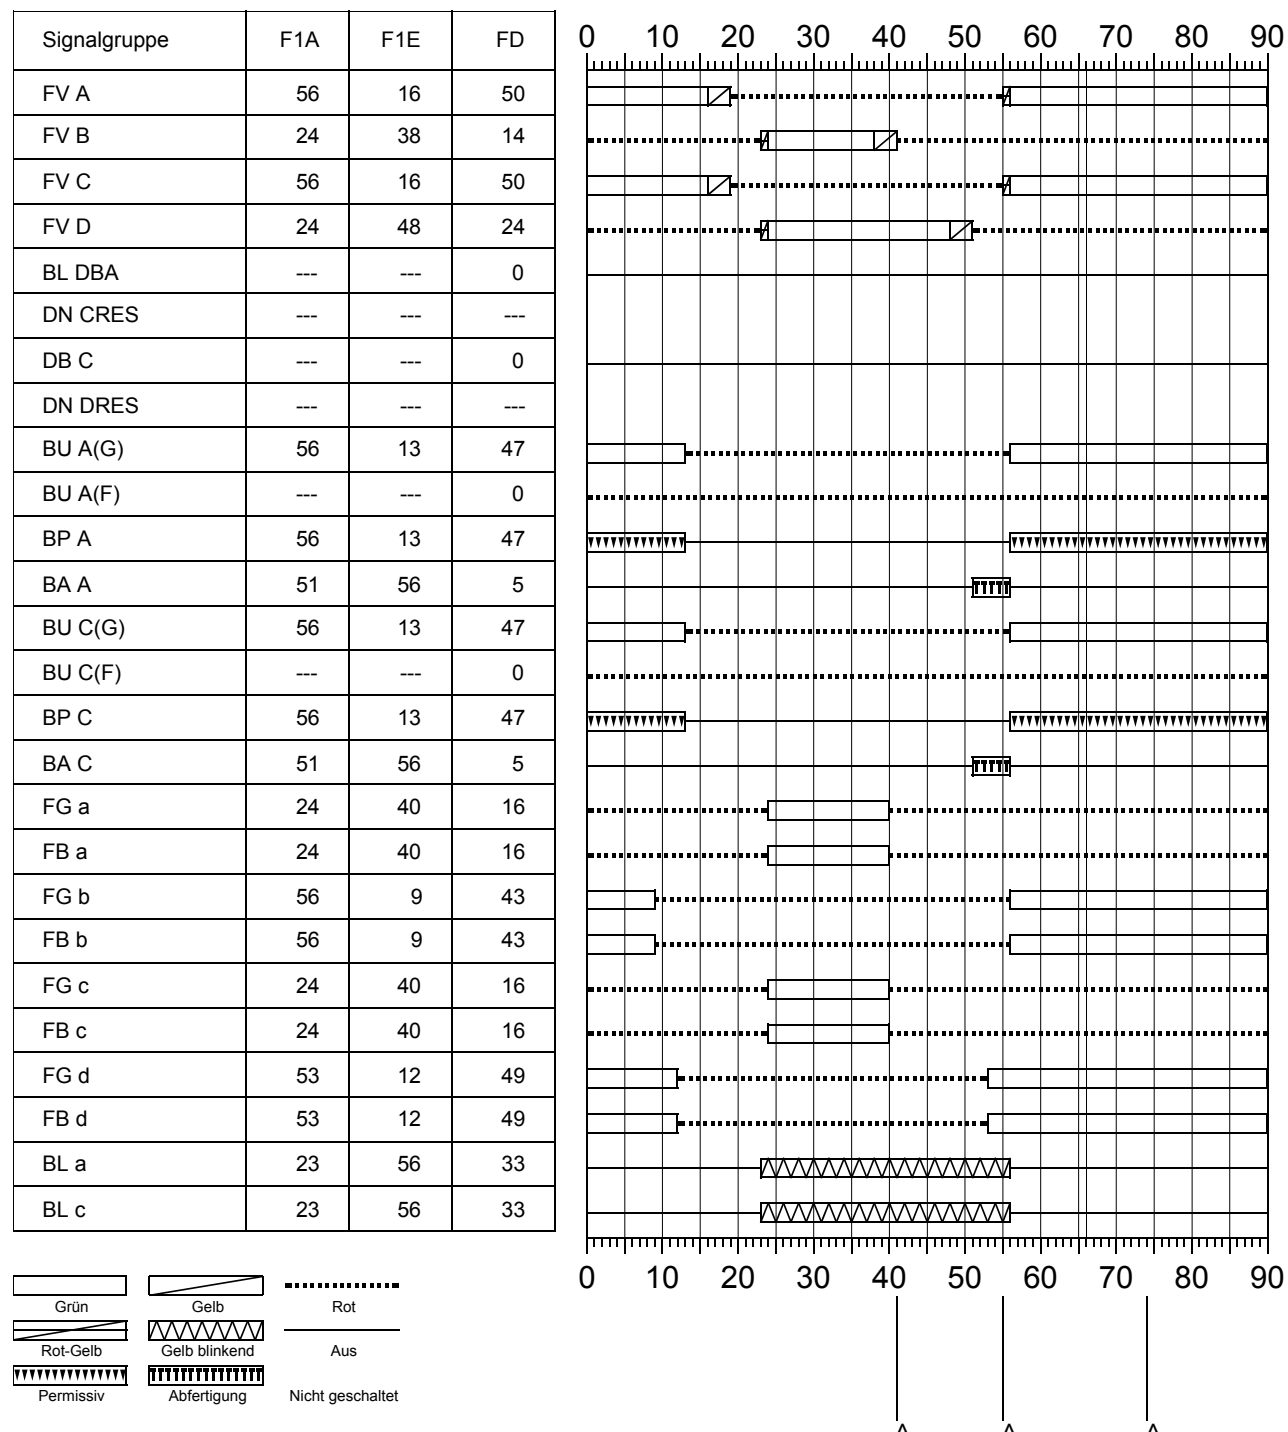 Signalgruppe F1A F1E FD 0 10 20 30 40 50 60 70 80 90
FV A 56 16 50
FV B 24 38 14
FV C 56 16 50
FV D 24 48 24
BL DBA --- --- 0
DN CRES --- --- ---
DB C --- --- 0
DN DRES --- --- ---
BU A(G) 56 13 47
BU A(F) --- --- 0
BP A 56 13 47
BA A 51 56 5
BU C(G) 56 13 47
BU C(F) --- --- 0
BP C 56 13 47
BA C 51 56 5
FG a 24 40 16
FB a 24 40 16
FG b 56 9 43
FB b 56 9 43
FG c 24 40 16
FB c 24 40 16
FG d 53 12 49
FB d 53 12 49
BL a 23 56 33
BL c 23 56 33
0 10 20 30 40 50 60 70 80 90
Grün Gelb Rot
Rot-Gelb Gelb blinkend Aus
Permissiv Abfertigung Nicht geschaltet